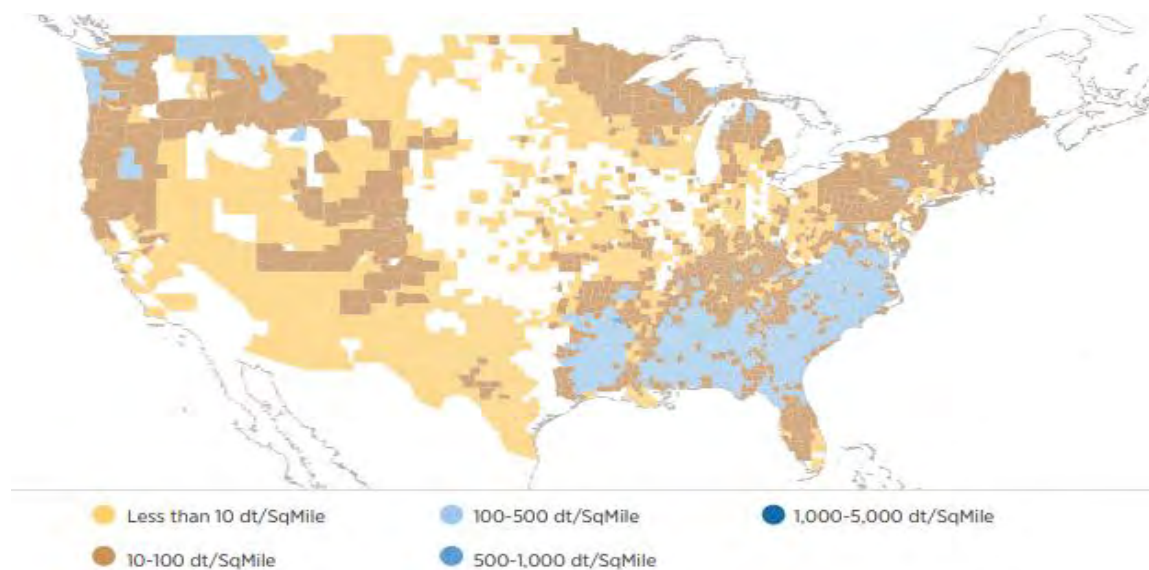 Less than 10 dt/SqMile
100-500 dt/SqMile
1,000-5,000 dt/SqMile
10-100 dt/SqMile
500-1,000 dt/SqMile